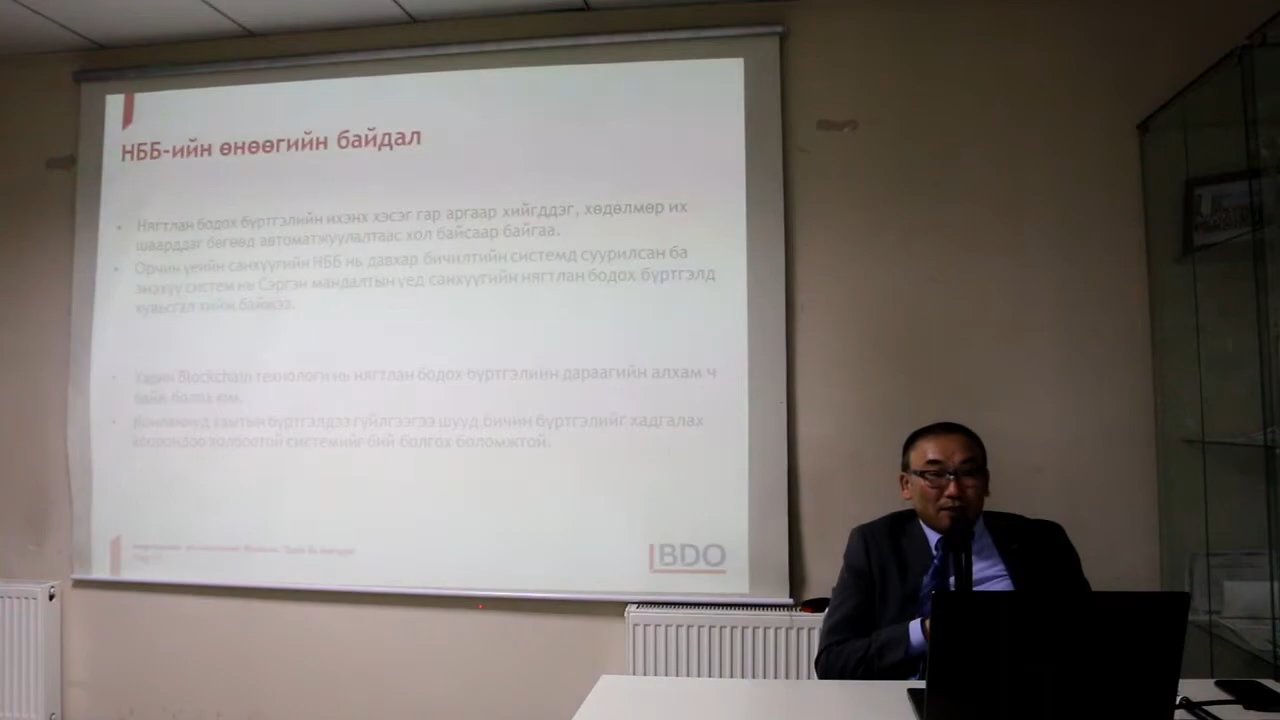 НББ-ийн өнөөгийн байдал
Нягтлан бодох бүртгэлийн ихэнх хэсэг гар аргаар хийгддэг, хөдөлмөр их
шаарддаг бөгөөд автоматжуулалтаас хол байсаар байгаа.
Орчин үеийн санхүүгийн НББ нь давхар бичилтийн системд суурилсан ба
энэхүү систем нь Сэргэн мандалтын үед санхүүгийн нягтлан бодох бүртгэлд
хувьсгал хийж байжээ.
Харин Blockchain технологи нь нягтлан бодох бүртгэлийн дараагийн алхам ч
байж болох юм.
Компаниуд хамтын бүртгэлдээ гүйлгээгээ шууд бичин бүртгэлийг хадгалах
хоорондоо холбоотой системийг бий болгох боломжтой.
BDO